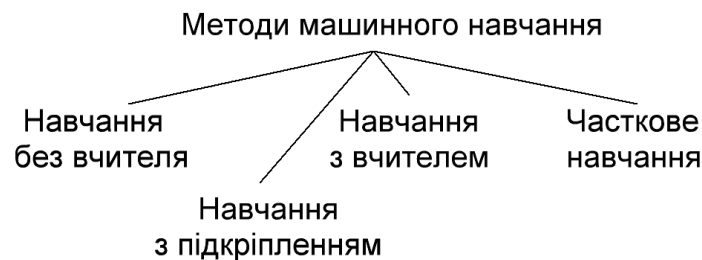 Методи машинного навчання
Навчання
без вчителя
Навчання
з вчителем
Часткове
навчання
Навчання
з підкріпленням